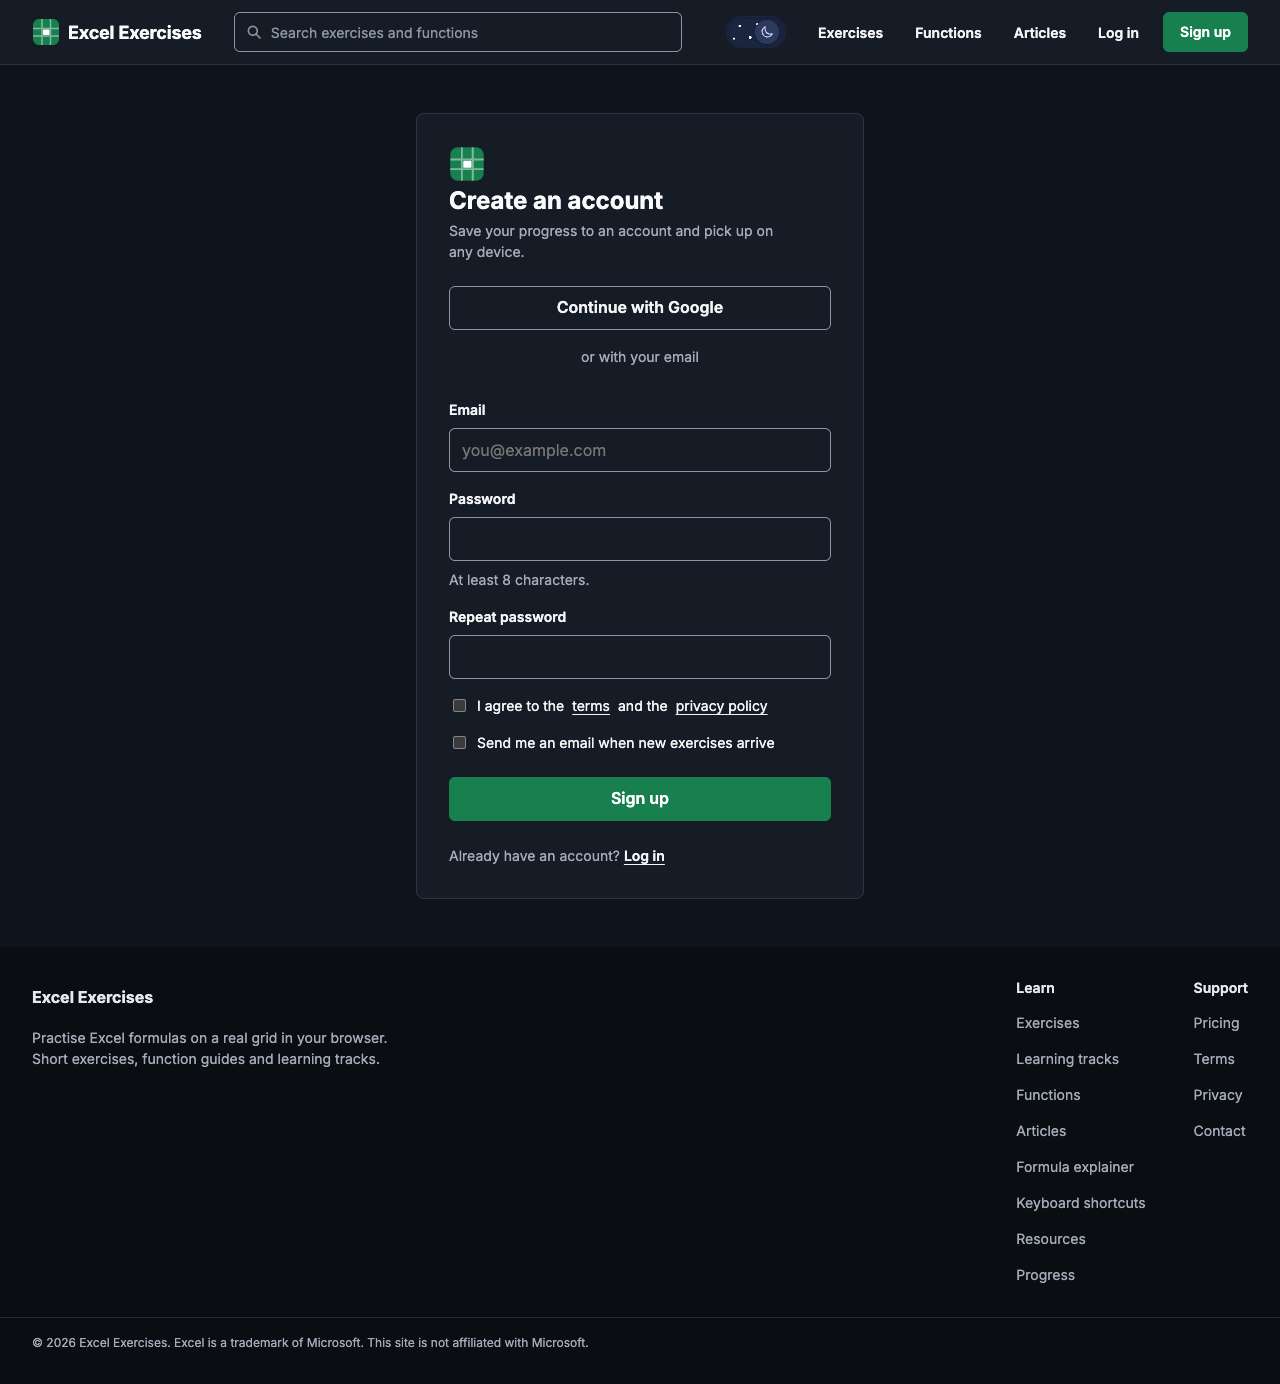 Excel Exercises
Search exercises and functions
Exercises
Functions
Articles
Log in
Sign up
Create an account
Save your progress to an account and pick up on
any device.
Continue with Google
or with your email
Email
you@example.com
Password
At least 8 characters.
Repeat password
I agree to the terms and the privacy policy
Send me an email when new exercises arrive
Sign up
Already have an account? Log in
Excel Exercises
Practise Excel formulas on a real grid in your browser.
Short exercises, function guides and learning tracks.
Learn
Exercises
Learning tracks
Functions
Articles
Formula explainer
Keyboard shortcuts
Resources
Progress
Support
Pricing
Terms
Privacy
Contact
© 2026 Excel Exercises. Excel is a trademark of Microsoft. This site is not affiliated with Microsoft.